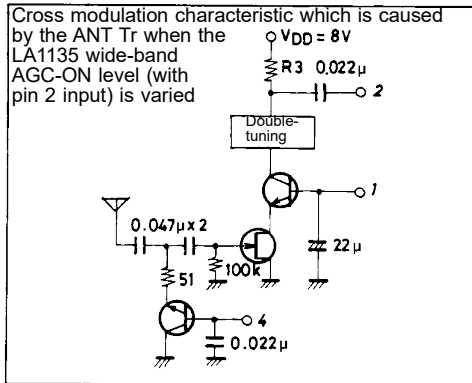 Cross modulation characteristic which is caused
by the ANT Tr when the
LA1135 wide-band
AGC-ON level (with
pin 2 input) is varied
VDD = 8V
R3 0.022μ
2
Double-
tuning
1
0.047μ×2
22μ
100k
51
4
0.022μ